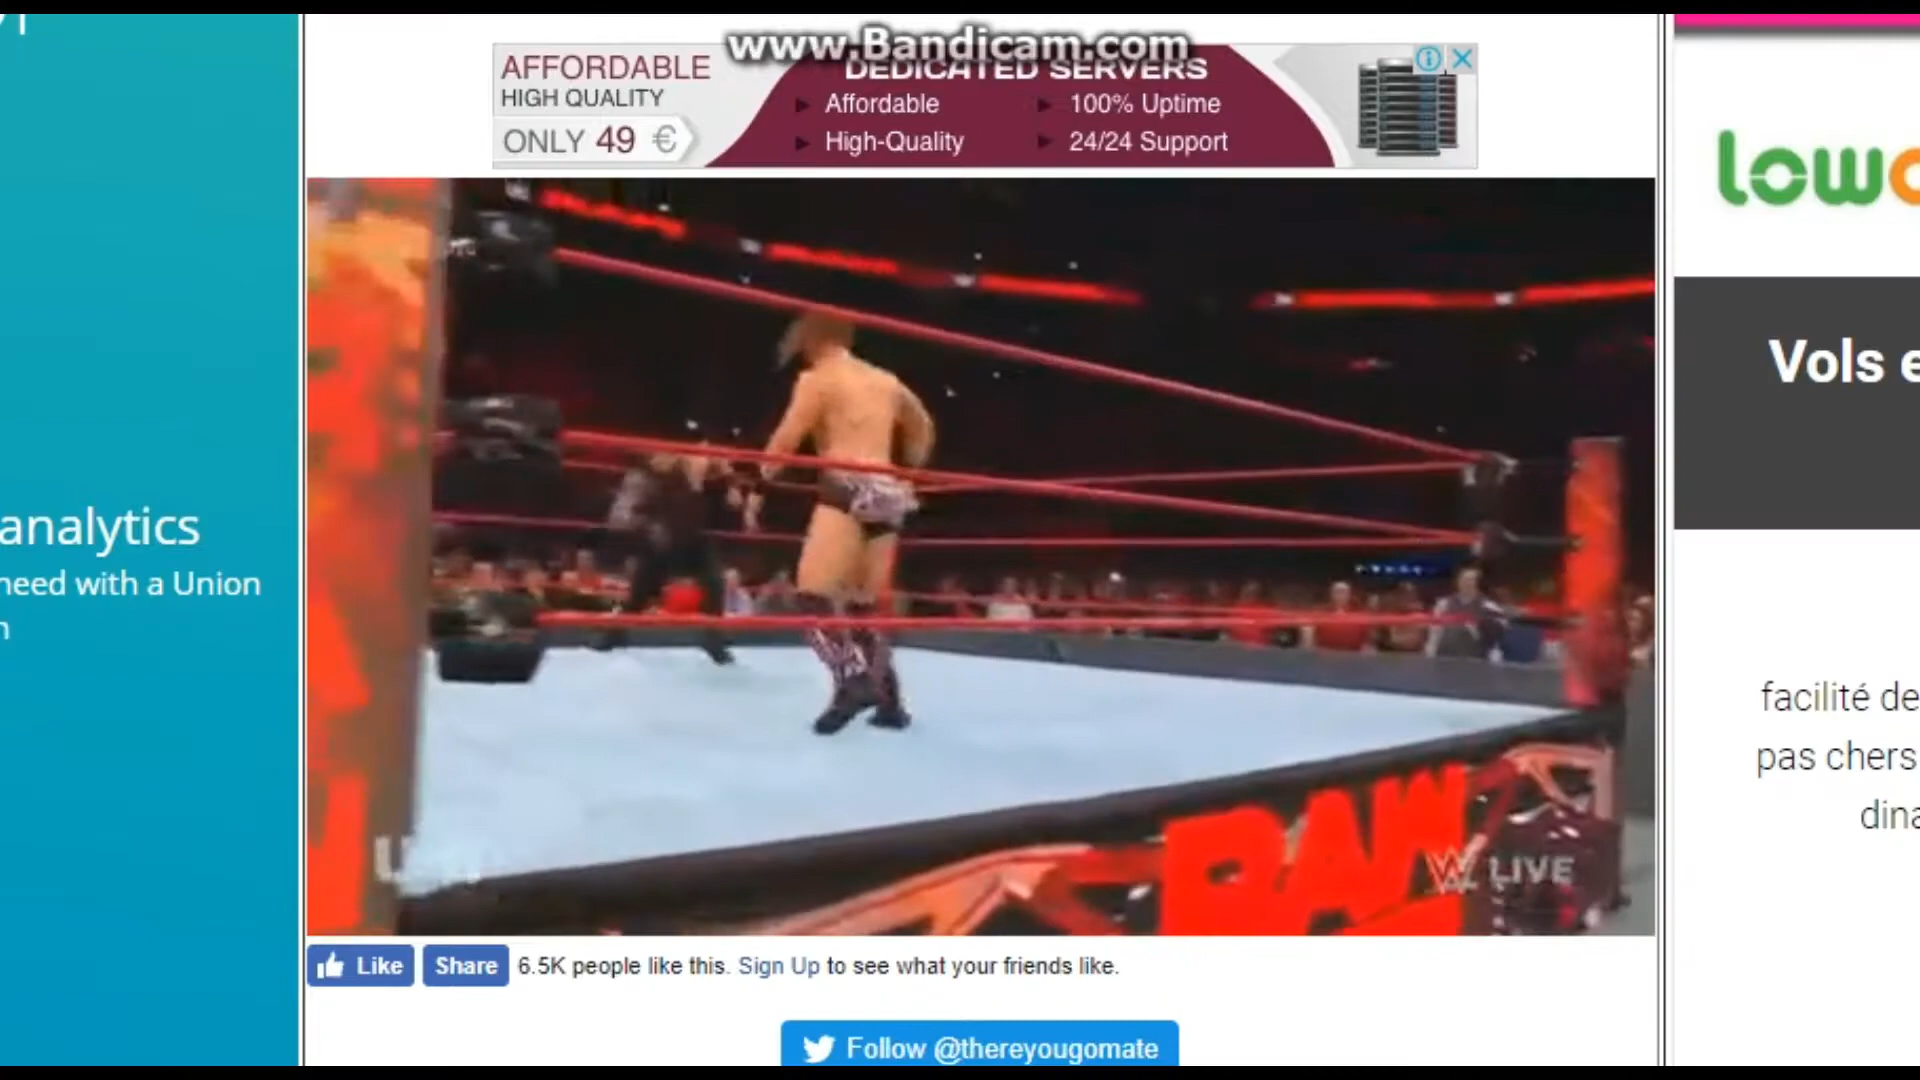 www.Bandicam.com
AFFORDABLE
HIGH QUALITY
ONLY 49 €
DEDICATED SERVERS
Affordable
100% Uptime
High-Quality
24/24 Support
analytics
need with a Union
RAW
LIVE
Like
Share
6.5K people like this. Sign Up to see what your friends like.
Follow @thereyougomate
low
Vols e
facilité de
pas chers
dina